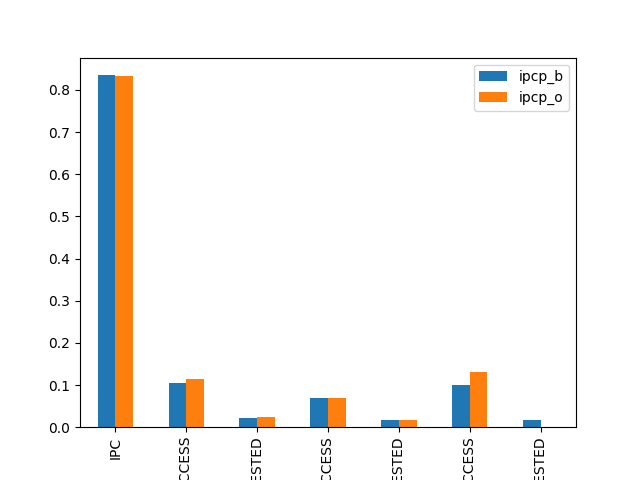 ipcp_b
ipcp_o
0.8
0.7
0.6
0.5
0.4
0.3
0.2
0.1
0.0
IPC
CCESS
ESTED
CCESS
ESTED
CCESS
ESTED